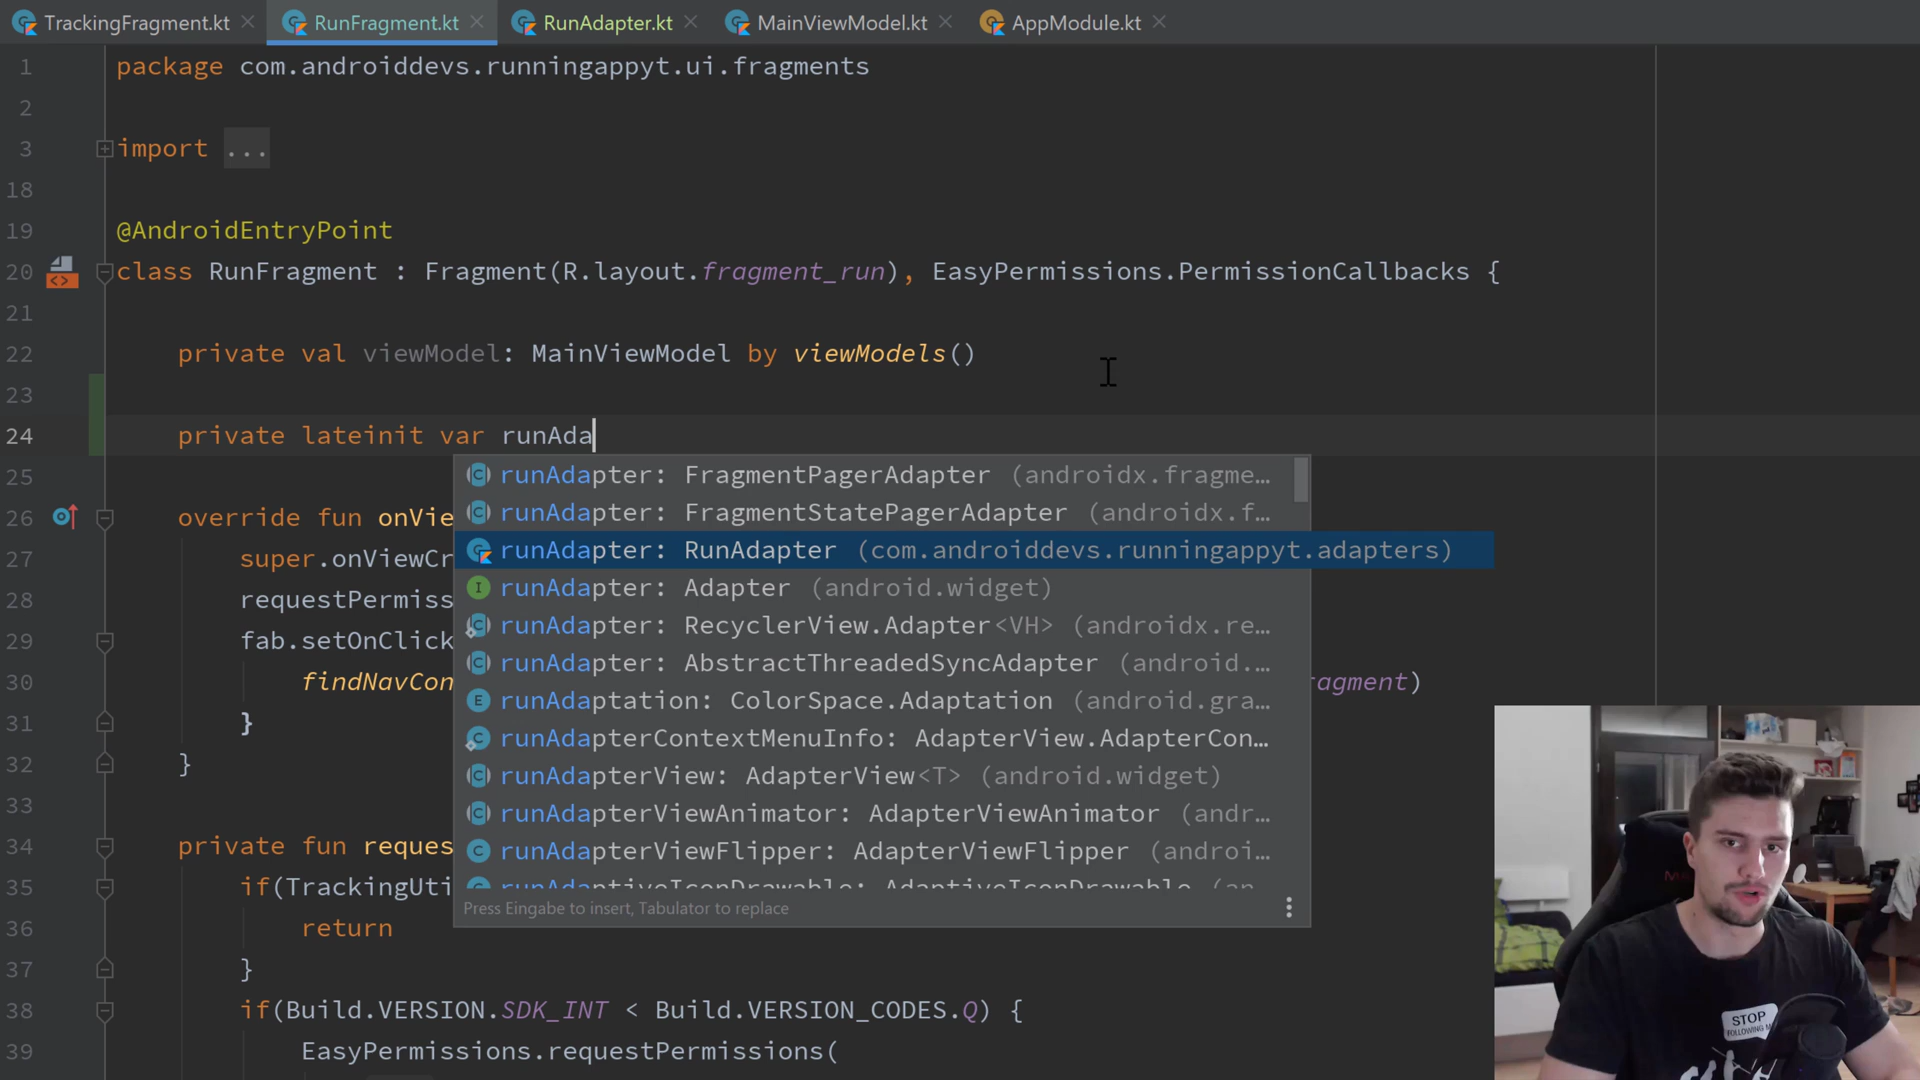 TrackingFragment.kt
RunFragment.kt
RunAdapter.kt
MainViewModel.kt
AppModule.kt
1 package com.androiddevs.runningappyt.ui.fragments
2
3 import ...
18
19 @AndroidEntryPoint
20 class RunFragment : Fragment(R.layout.fragment_run), EasyPermissions.PermissionCallbacks {
21
22 private val viewModel: MainViewModel by viewModels()
23
24 private lateinit var runAda
25
26 override fun onVie
27 super.onViewCr
28 requestPermiss
29 fab.setOnClick
30 findNavCon ragment)
31 }
32 }
33
34 private fun reques
35 if(TrackingUti
36 return
37 }
38 if(Build.VERSION.SDK_INT < Build.VERSION_CODES.Q) {
39 EasyPermissions.requestPermissions(
runAdapter: FragmentPagerAdapter (androidx.fragme...
runAdapter: FragmentStatePagerAdapter (androidx.f...
runAdapter: RunAdapter (com.androiddevs.runningappyt.adapters)
runAdapter: Adapter (android.widget)
runAdapter: RecyclerView.Adapter<VH> (androidx.re...
runAdapter: AbstractThreadedSyncAdapter (android....
runAdaptation: ColorSpace.Adaptation (android.gra...
runAdapterContextMenuInfo: AdapterView.AdapterCon...
runAdapterView: AdapterView<T> (android.widget)
runAdapterViewAnimator: AdapterViewAnimator (andr...
runAdapterViewFlipper: AdapterViewFlipper (androi...
runAdaptiveIconDrawable: AdaptiveIconDrawable (an
Press Eingabe to insert, Tabulator to replace
STOP
FOLLOWING